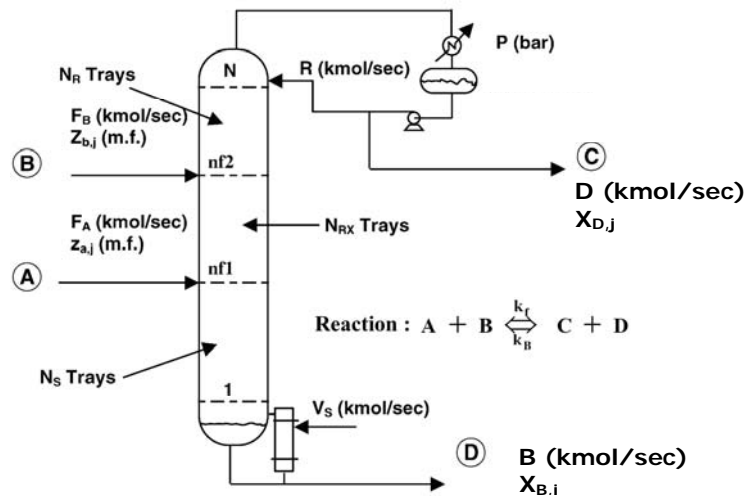 N
P (bar)
N_R Trays
R (kmol/sec)
F_B (kmol/sec)
Z_b,j (m.f.)
B
nf2
C
D (kmol/sec)
X_D,j
F_A (kmol/sec)
z_a,j (m.f.)
N_RX Trays
A
nf1
Reaction : A + B ⇔ C + D
k_f
k_B
N_S Trays
1
V_S (kmol/sec)
D
B (kmol/sec)
X_B,j